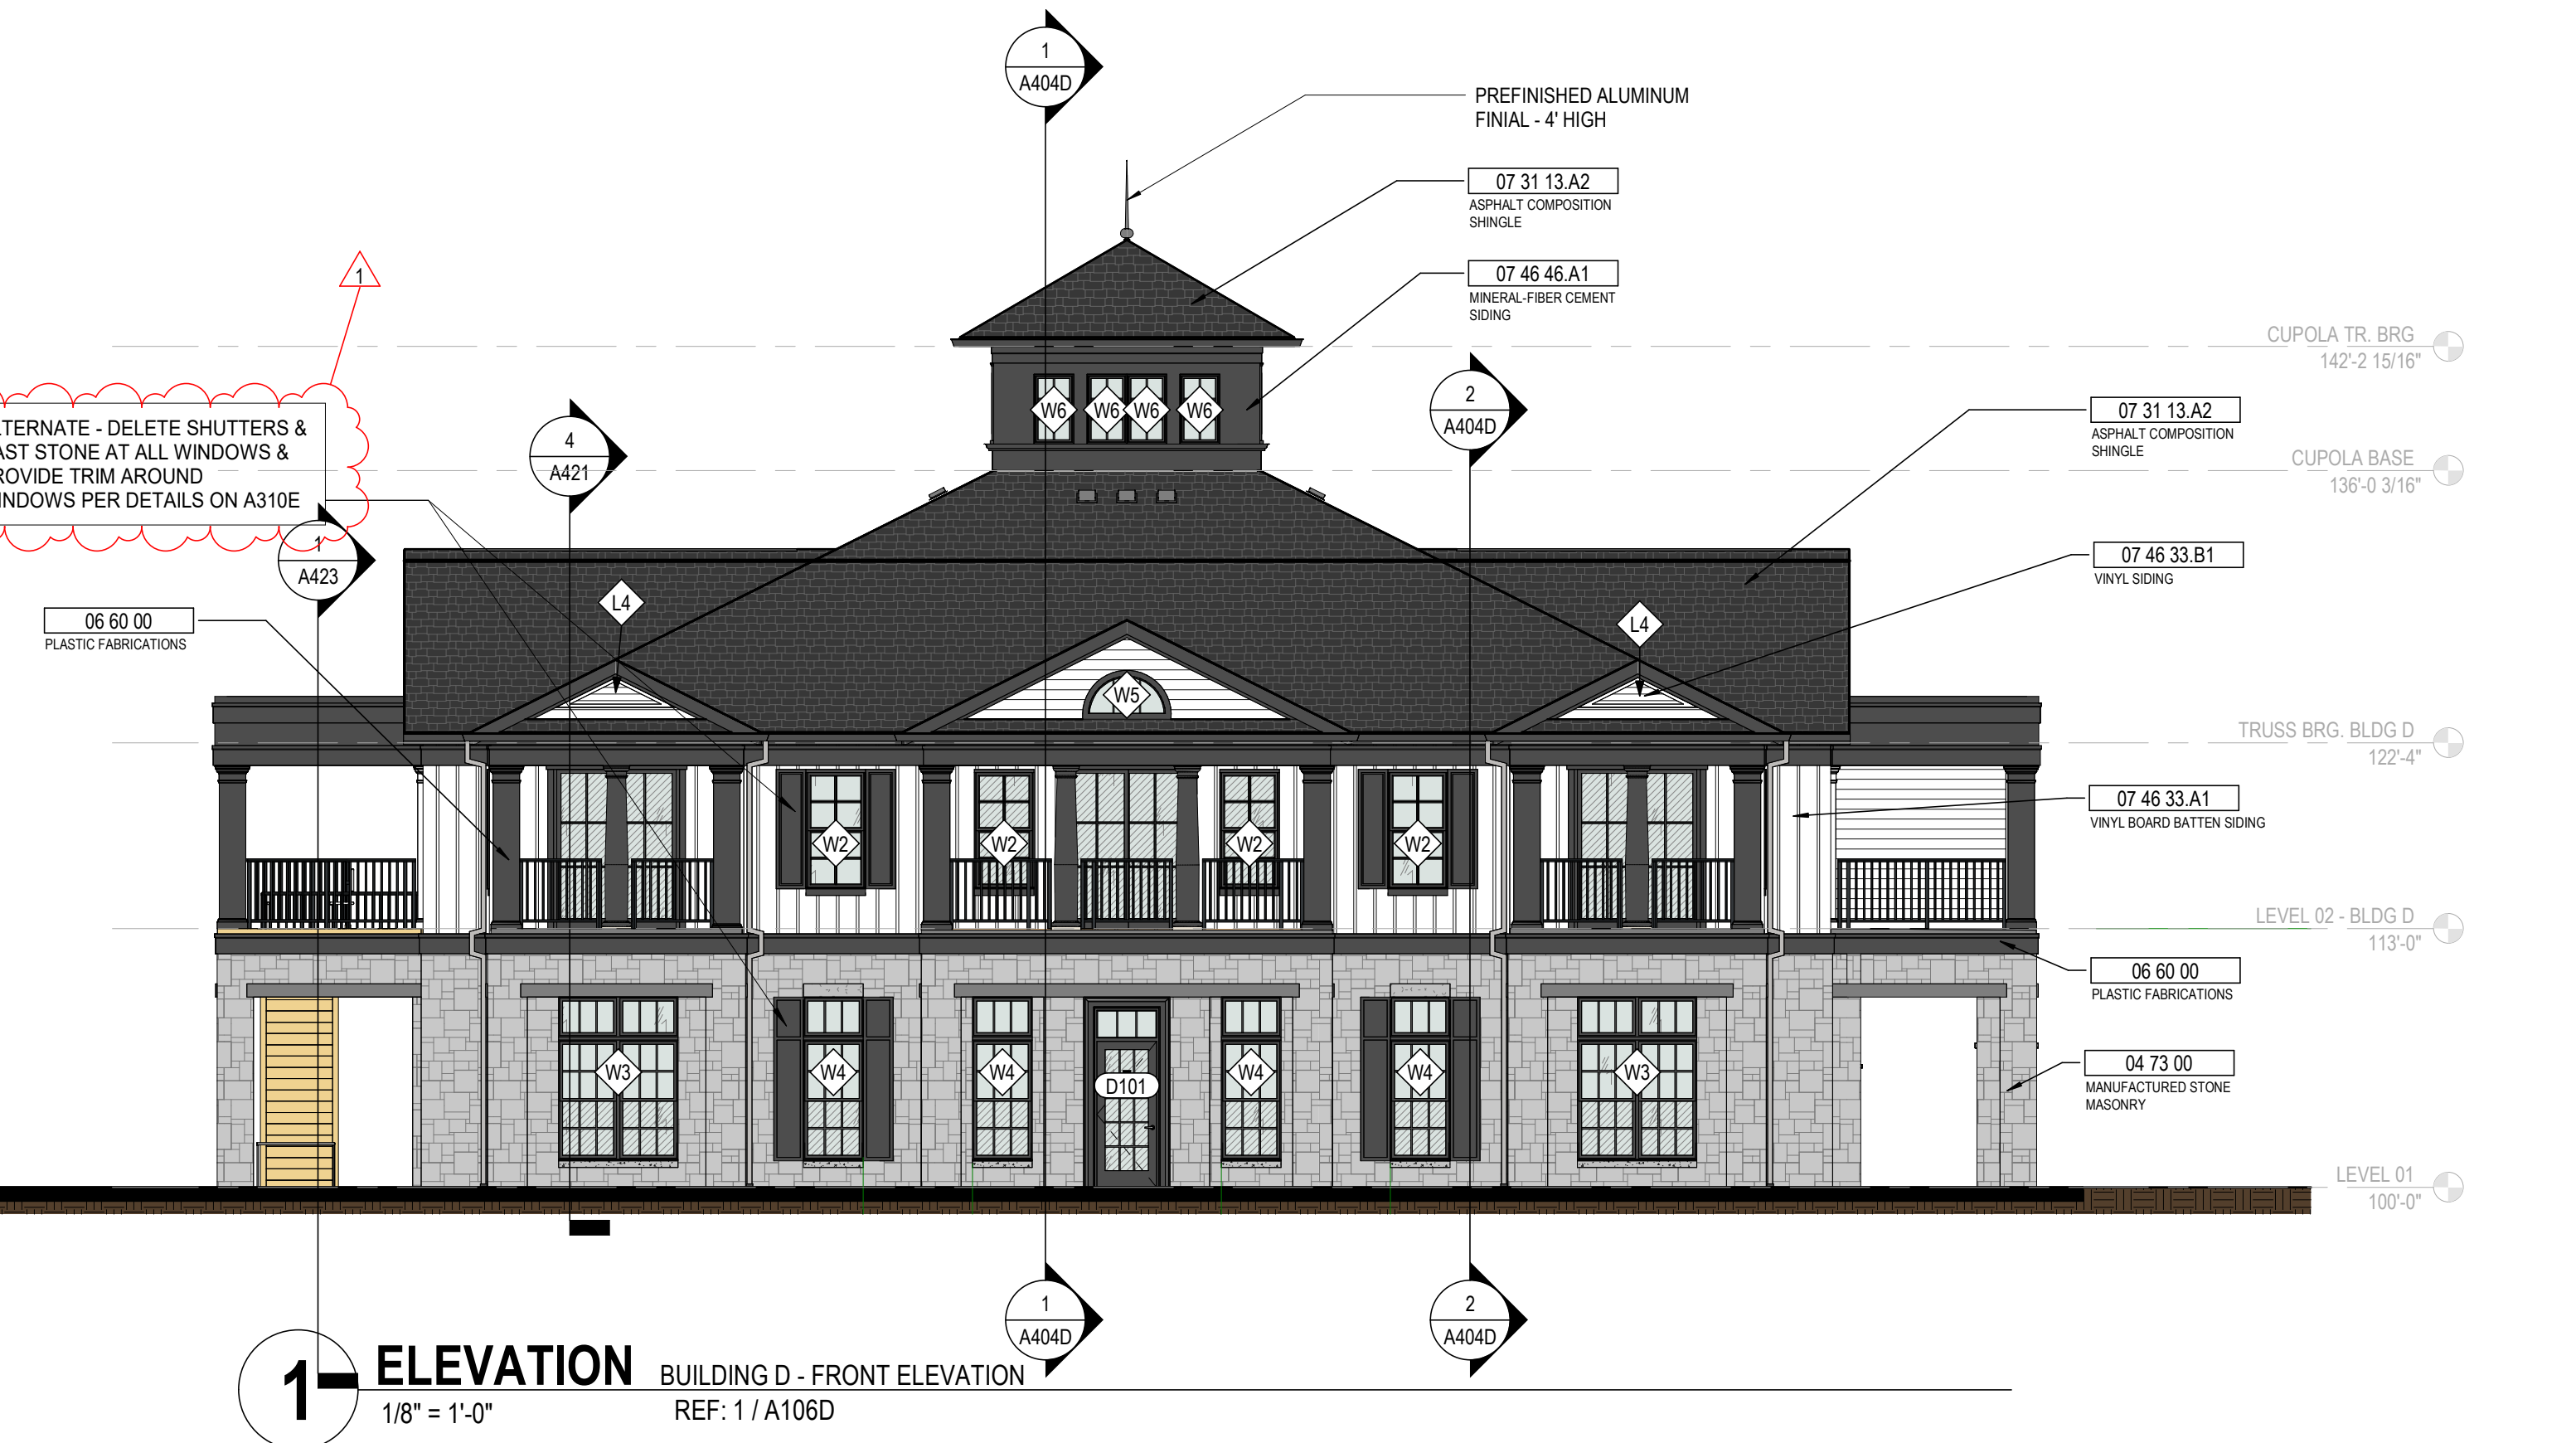 1
A404D
PREFINISHED ALUMINUM
FINIAL - 4' HIGH
07 31 13.A2
ASPHALT COMPOSITION
SHINGLE
1
07 46 46.A1
MINERAL-FIBER CEMENT
SIDING
CUPOLA TR. BRG
142'-2 15/16"
LTERNATE - DELETE SHUTTERS &
AST STONE AT ALL WINDOWS &
ROVIDE TRIM AROUND
INDOWS PER DETAILS ON A310E
4
A421
W6
W6
W6
W6
2
A404D
07 31 13.A2
ASPHALT COMPOSITION
SHINGLE
CUPOLA BASE
136'-0 3/16"
1
A423
07 46 33.B1
VINYL SIDING
06 60 00
PLASTIC FABRICATIONS
L4
L4
W5
TRUSS BRG. BLDG D
122'-4"
07 46 33.A1
VINYL BOARD BATTEN SIDING
W2
W2
W2
W2
LEVEL 02 - BLDG D
113'-0"
06 60 00
PLASTIC FABRICATIONS
04 73 00
MANUFACTURED STONE
MASONRY
W3
W4
W4
D101
W4
W4
W3
LEVEL 01
100'-0"
1
A404D
2
A404D
1
ELEVATION
BUILDING D - FRONT ELEVATION
1/8" = 1'-0"
REF: 1 / A106D